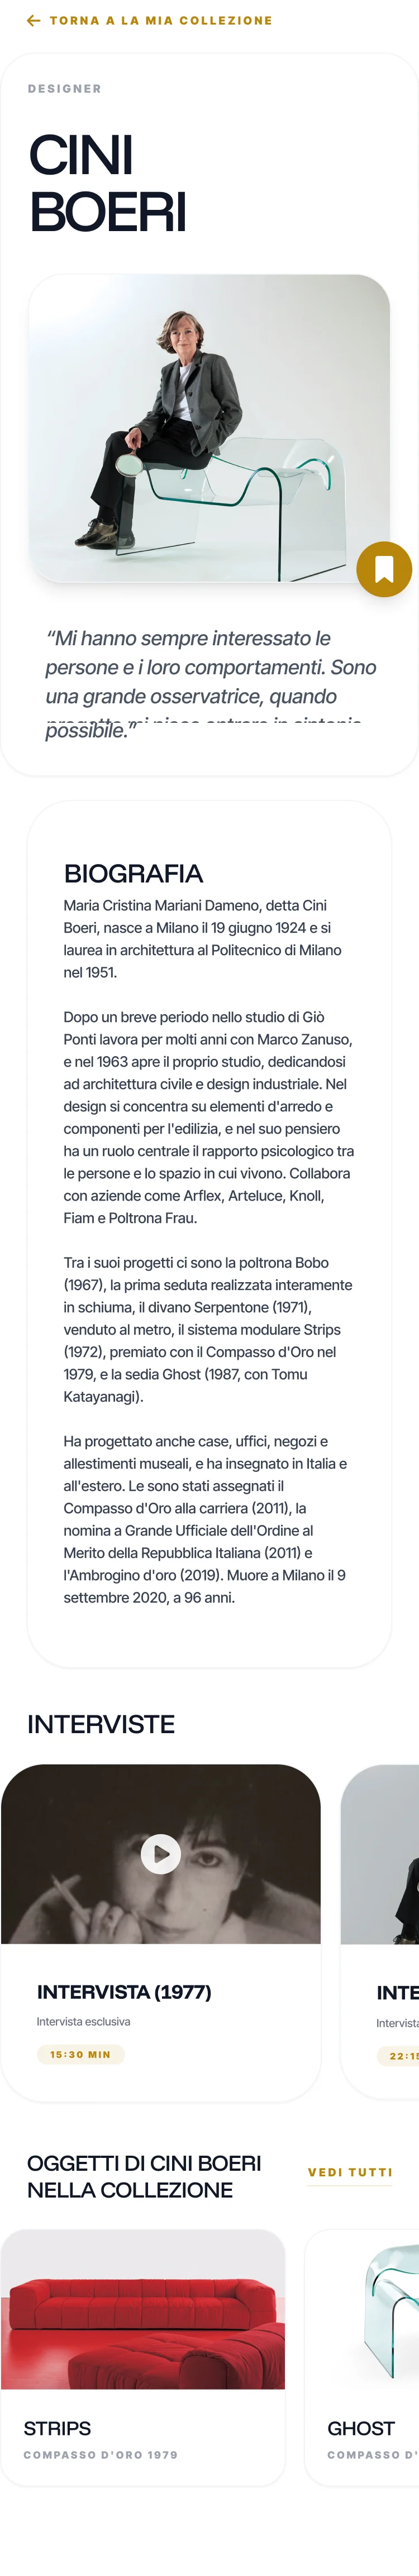 TORNA A LA MIA COLLEZIONE
DESIGNER
CINI
BOERI
“Mi hanno sempre interessato le
persone e i loro comportamenti. Sono
una grande osservatrice, quando
progetto mi piace entrare in sintonia
possibile.”
BIOGRAFIA
Maria Cristina Mariani Dameno, detta Cini
Boeri, nasce a Milano il 19 giugno 1924 e si
laurea in architettura al Politecnico di Milano
nel 1951.
Dopo un breve periodo nello studio di Giò
Ponti lavora per molti anni con Marco Zanuso,
e nel 1963 apre il proprio studio, dedicandosi
ad architettura civile e design industriale. Nel
design si concentra su elementi d'arredo e
componenti per l'edilizia, e nel suo pensiero
ha un ruolo centrale il rapporto psicologico tra
le persone e lo spazio in cui vivono. Collabora
con aziende come Arflex, Arteluce, Knoll,
Fiam e Poltrona Frau.
Tra i suoi progetti ci sono la poltrona Bobo
(1967), la prima seduta realizzata interamente
in schiuma, il divano Serpentone (1971),
venduto al metro, il sistema modulare Strips
(1972), premiato con il Compasso d'Oro nel
1979, e la sedia Ghost (1987, con Tomu
Katayanagi).
Ha progettato anche case, uffici, negozi e
allestimenti museali, e ha insegnato in Italia e
all'estero. Le sono stati assegnati il
Compasso d'Oro alla carriera (2011), la
nomina a Grande Ufficiale dell'Ordine al
Merito della Repubblica Italiana (2011) e
l'Ambrogino d'oro (2019). Muore a Milano il 9
settembre 2020, a 96 anni.
INTERVISTE
INTERVISTA (1977)
Intervista esclusiva
15:30 MIN
INTE
Intervista
22:15
OGGETTI DI CINI BOERI
NELLA COLLEZIONE
VEDI TUTTI
STRIPS
COMPASSO D'ORO 1979
GHOST
COMPASSO D'